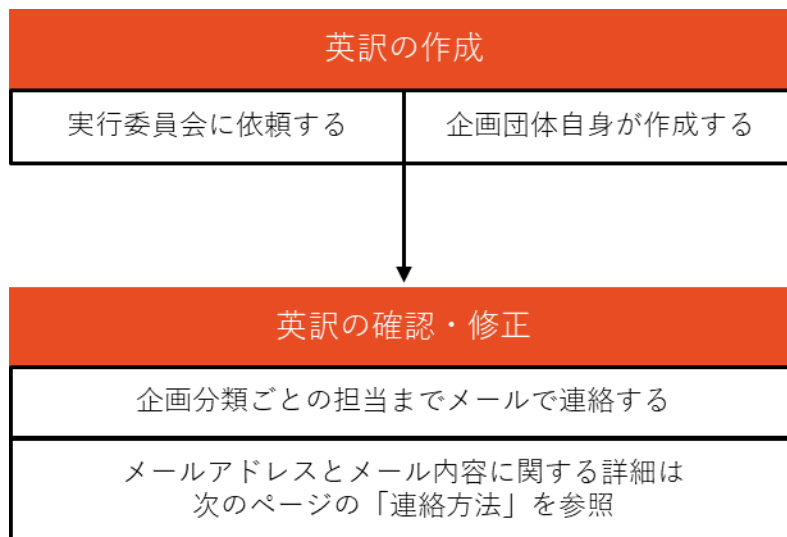 英訳の作成
実行委員会に依頼する
企画団体自身が作成する
英訳の確認・修正
企画分類ごとの担当までメールで連絡する
メールアドレスとメール内容に関する詳細は
次のページの「連絡方法」を参照